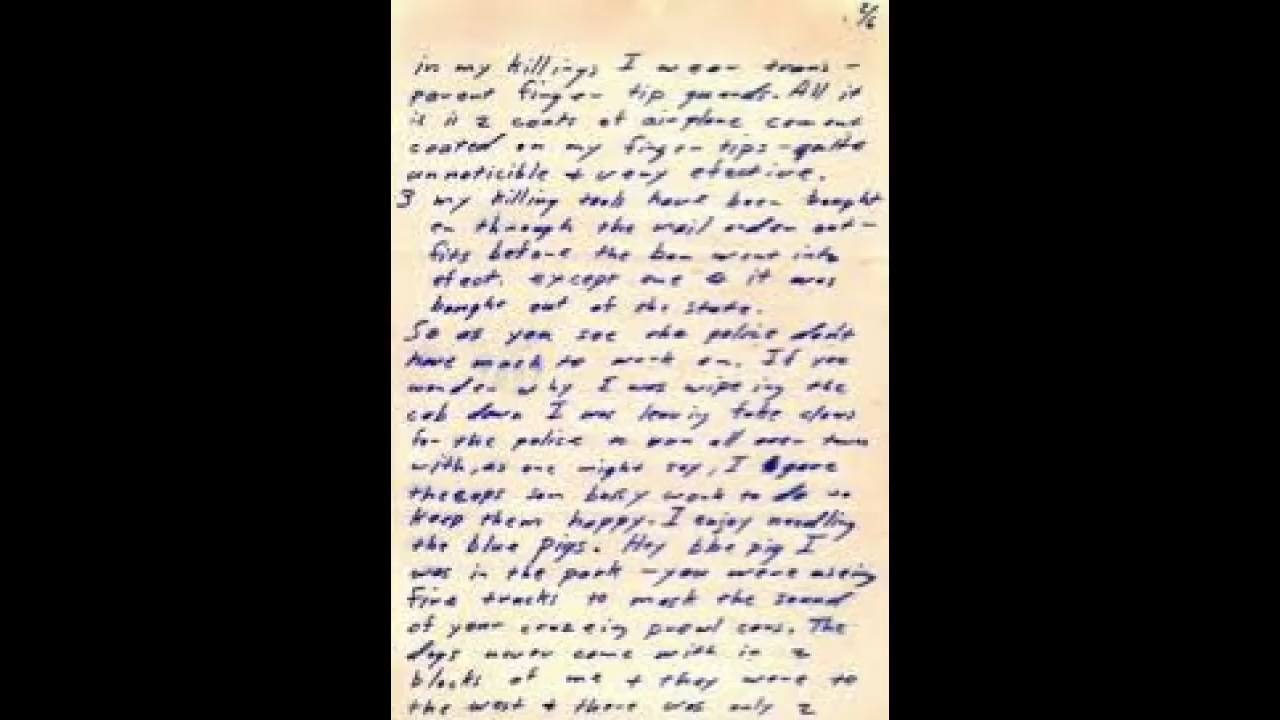 2/6
in my killings I wear trans-
parent finger tip guards. All it
is is 2 coats of airplane cement
coated on my finger tips - quite
unnoticible + very efective.
3 my killing tools have been bought
en through the mail order out-
fits before the ban went into
efect. except one & it was
bought out of the state.
So as you see the police don't
have much to work on. If you
wonder why I was wipeing the
cab down I was leaving fake clews
for the police to run all over town
with, as one might say, I gave
the cops som bussy work to do to
keep them happy. I enjoy needling
the blue pigs. Hey blue pig I
was in the park - you were useing
fire trucks to mask the sound
of your cruzeing prowl cars. The
dogs never came with in 2
blocks of me + they were to
the west + there was only 2